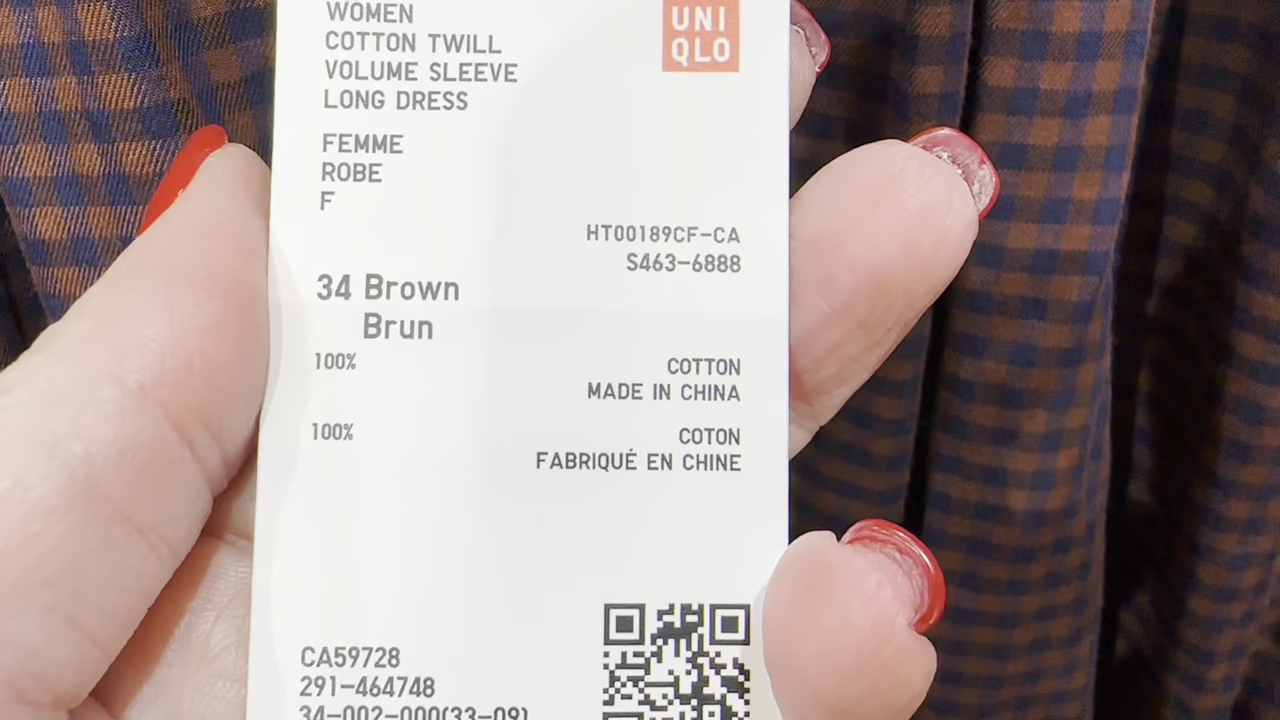 WOMEN
COTTON TWILL
VOLUME SLEEVE
LONG DRESS
UNI
QLO
FEMME
ROBE
F
HT00189CF-CA
S463-6888
34 Brown
Brun
100% COTTON
MADE IN CHINA
100% COTON
FABRIQUÉ EN CHINE
CA59728
291-464748
34-002-000(33-09)